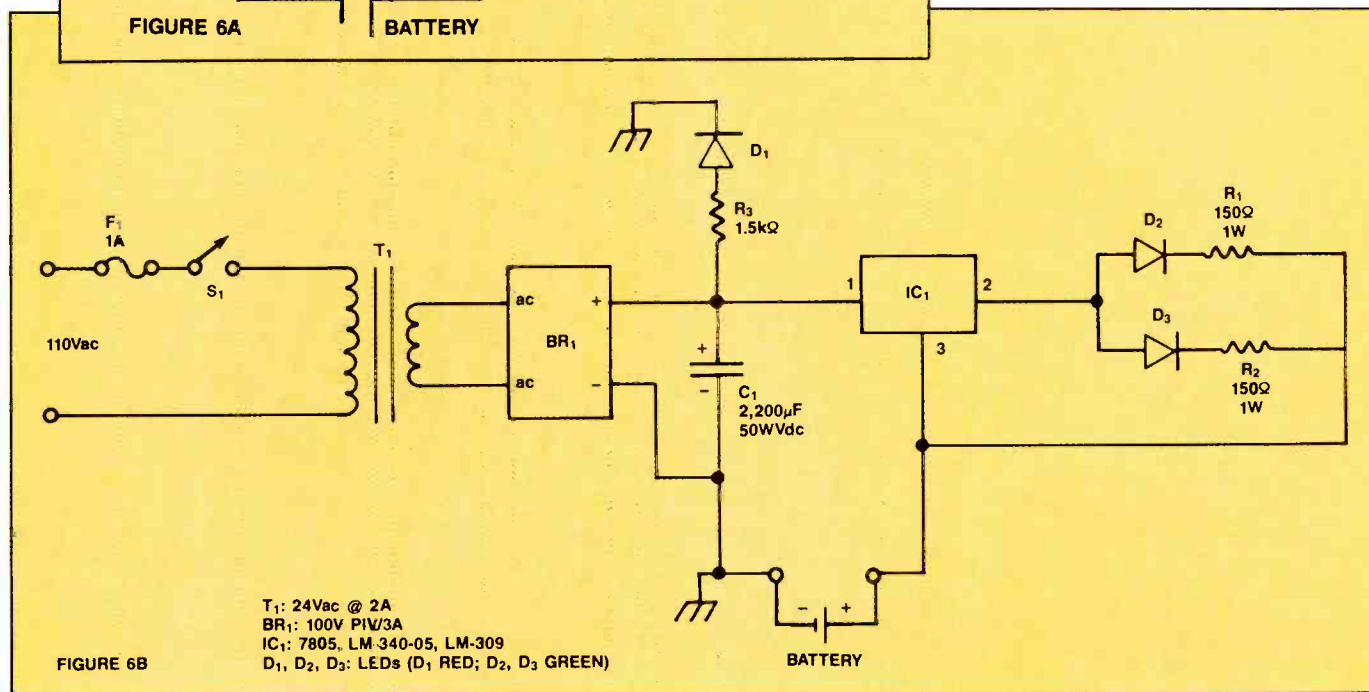 FIGURE 6A
BATTERY
F₁
1A
S₁
110Vac
T₁
ac
ac
+
−
BR₁
D₁
R₃
1.5kΩ
+
−
C₁
2,200µF
50WVdc
1
IC₁
2
3
D₂
R₁
150Ω
1W
D₃
R₂
150Ω
1W
−
+
BATTERY
T₁: 24Vac @ 2A
BR₁: 100V PIV/3A
IC₁: 7805, LM-340-05, LM-309
D₁, D₂, D₃: LEDs (D₁ RED; D₂, D₃ GREEN)
FIGURE 6B